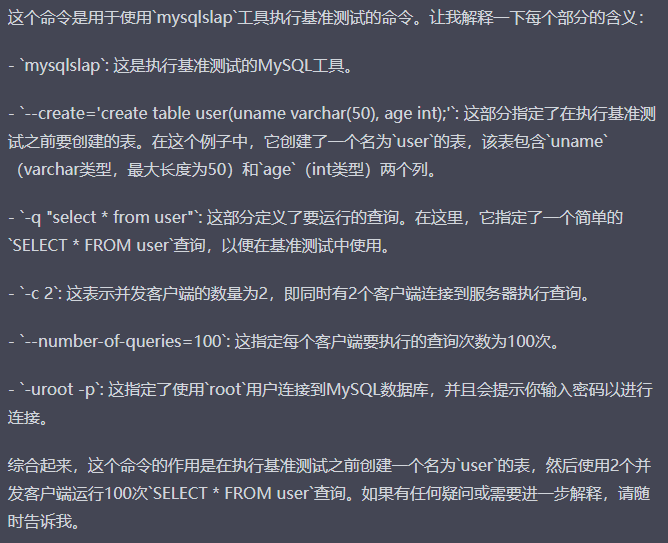 这个命令是用于使用`mysqlslap`工具执行基准测试的命令。让我解释一下每个部分的含义：
- `mysqlslap`: 这是执行基准测试的MySQL工具。
- `--create='create table user(uname varchar(50), age int);'`: 这部分指定了在执行基准测
试之前要创建的表。在这个例子中，它创建了一个名为`user`的表，该表包含`uname`
（varchar类型，最大长度为50）和`age`（int类型）两个列。
- `-q "select * from user"`: 这部分定义了要运行的查询。在这里，它指定了一个简单的
`SELECT * FROM user`查询，以便在基准测试中使用。
- `-c 2`: 这表示并发客户端的数量为2，即同时有2个客户端连接到服务器执行查询。
- `--number-of-queries=100`: 这指定每个客户端要执行的查询次数为100次。
- `-uroot -p`: 这指定了使用`root`用户连接到MySQL数据库，并且会提示你输入密码以进行
连接。
综合起来，这个命令的作用是在执行基准测试之前创建一个名为`user`的表，然后使用2个并
发客户端运行100次`SELECT * FROM user`查询。如果有任何疑问或需要进一步解释，请随
时告诉我。